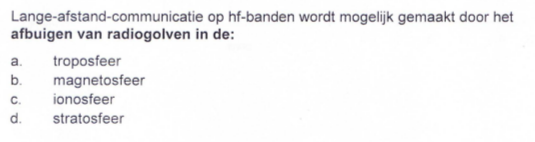 Lange-afstand-communicatie op hf-banden wordt mogelijk gemaakt door het
afbuigen van radiogolven in de:
a. troposfeer
b. magnetosfeer
c. ionosfeer
d. stratosfeer